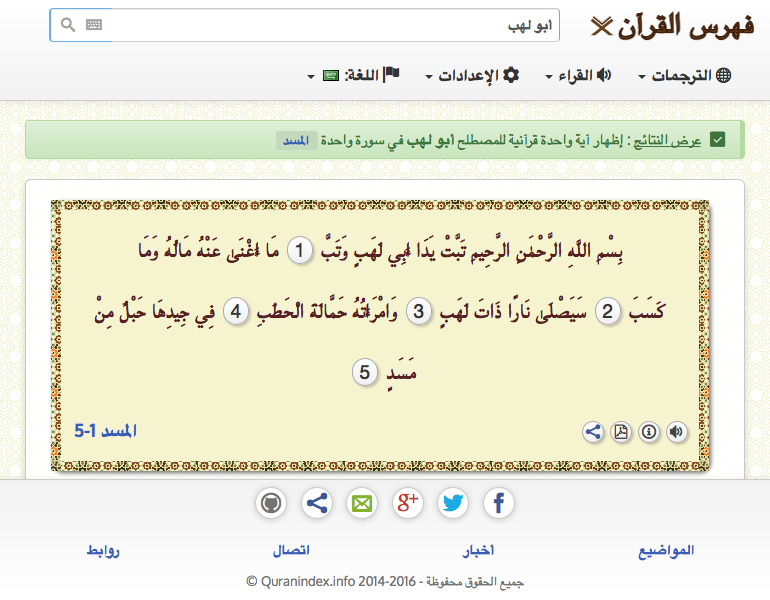 فهرس القرآن
ابو لهب
الترجمات
القراء
الإعدادات
اللغة:
عرض النتائج : إظهار آية واحدة قرآنية للمصطلح أبو لهب في سورة واحدة المسد
بِسْمِ اللَّهِ الرَّحْمَٰنِ الرَّحِيمِ تَبَّتْ يَدَا أَبِي لَهَبٍ وَتَبَّ 1 مَا أَغْنَىٰ عَنْهُ مَالُهُ وَمَا
كَسَبَ 2 سَيَصْلَىٰ نَارًا ذَاتَ لَهَبٍ 3 وَامْرَأَتُهُ حَمَّالَةَ الْحَطَبِ 4 فِي جِيدِهَا حَبْلٌ مِنْ
مَسَدٍ 5
المسد 1-5
المواضيع
أخبار
اتصال
روابط
جميع الحقوق محفوظة - Quranindex.info 2014-2016 ©